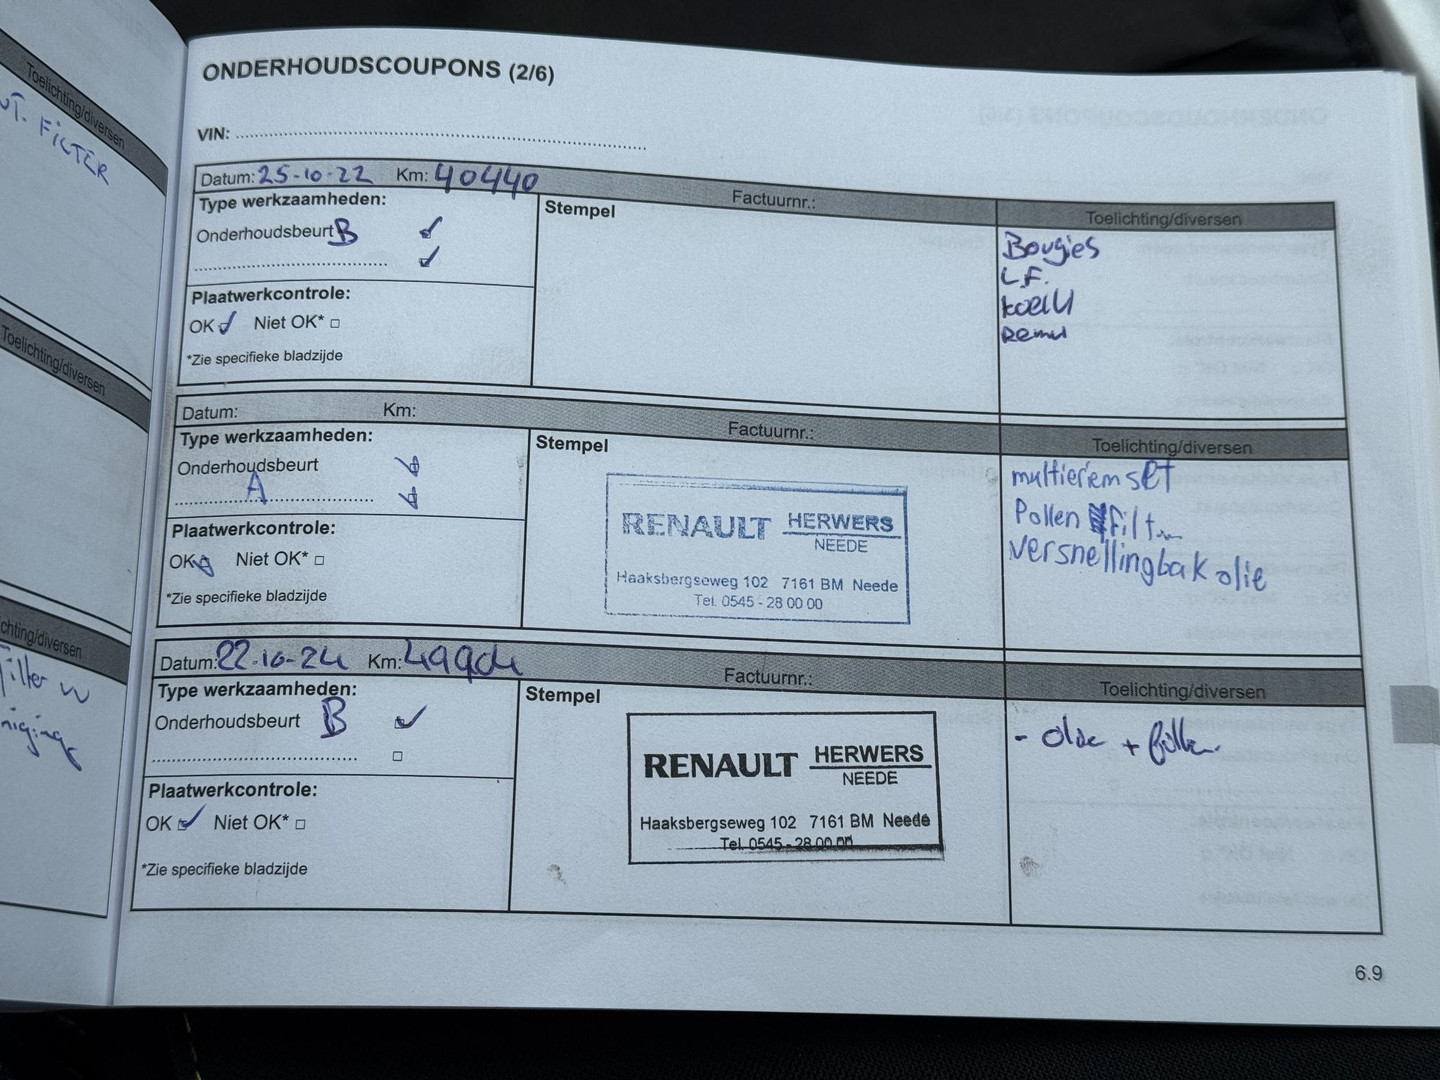 Toelichting/diversen
FILTER
Toelichting/diversen
chting/diversen
ONDERHOUDSCOUPONS (2/6)
VIN:
Datum: 25-10-22 Km: 40440 Factuurnr.: Toelichting/diversen
Type werkzaamheden:
Onderhoudsbeurt B
Stempel
Bougies
L.F.
Plaatwerkcontrole:
OK Niet OK*
*Zie specifieke bladzijde
Datum: Km: Factuurnr.: Toelichting/diversen
Type werkzaamheden:
Onderhoudsbeurt
A
Stempel
RENAULT HERWERS
NEEDE
Haaksbergseweg 102 7161 BM Neede
Tel. 0545 - 28 00 00
multiriem set
Pollen filt
versnellingbak olie
Plaatwerkcontrole:
OK Niet OK*
*Zie specifieke bladzijde
Datum: 22-10-24 Km: Factuurnr.: Toelichting/diversen
Type werkzaamheden:
Onderhoudsbeurt B
Stempel
RENAULT HERWERS
NEEDE
Haaksbergseweg 102 7161 BM Neede
Tel. 0545 - 28 00 00
Plaatwerkcontrole:
OK Niet OK*
*Zie specifieke bladzijde
6.9